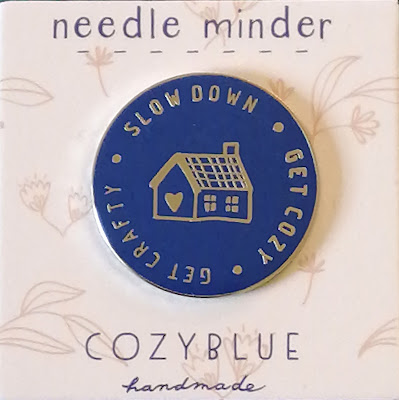 needle minder
SLOW DOWN • GET COZY • GET CRAFTY •
COZYBLUE
handmade